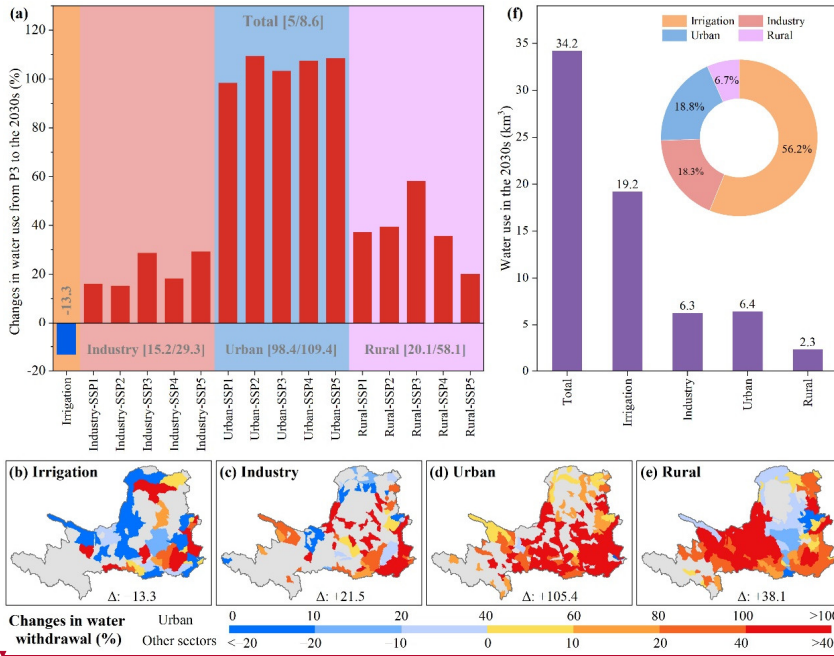 (a)
Total [5/8.6]
Changes in water use from P3 to the 2030s (%)
120
100
80
60
40
20
0
-20
-13.3
Industry [15.2/29.3]
Urban [98.4/109.4]
Rural [20.1/58.1]
Irrigation
Industry-SSP1
Industry-SSP2
Industry-SSP3
Industry-SSP4
Industry-SSP5
Urban-SSP1
Urban-SSP2
Urban-SSP3
Urban-SSP4
Urban-SSP5
Rural-SSP1
Rural-SSP2
Rural-SSP3
Rural-SSP4
Rural-SSP5
(f)
Irrigation Industry
Urban Rural
Water use in the 2030s (km³)
35
30
25
20
15
10
5
0
34.2
19.2
6.3
6.4
2.3
6.7%
18.8%
56.2%
18.3%
Total
Irrigation
Industry
Urban
Rural
(b) Irrigation
Δ: 13.3
(c) Industry
Δ: +21.5
(d) Urban
Δ: +105.4
(e) Rural
Δ: +38.1
Changes in water withdrawal (%)
Urban 0 10 20 40 60 80 100 >100
Other sectors <-20 -20 -10 0 10 20 40 >40